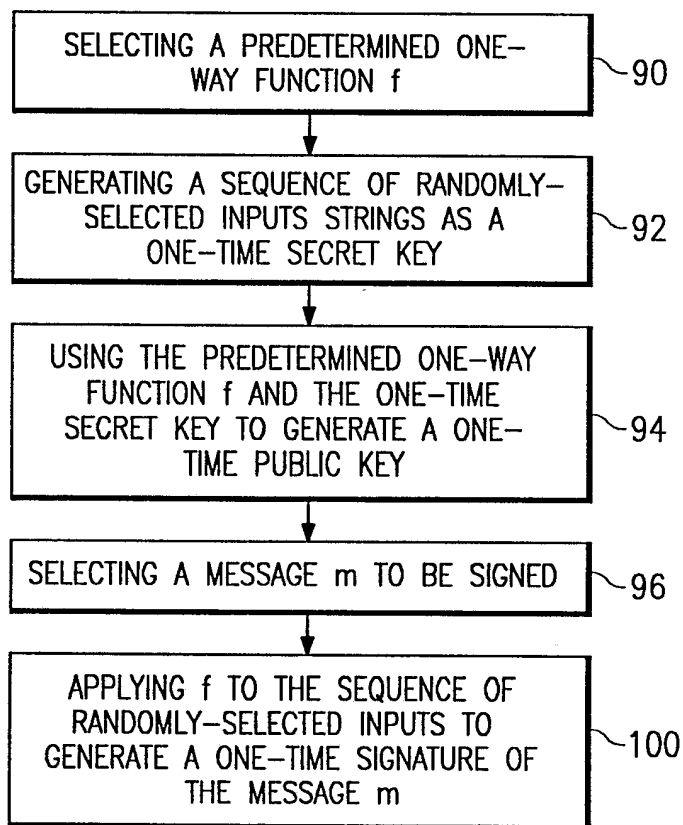 SELECTING A PREDETERMINED ONE-
WAY FUNCTION f
90
GENERATING A SEQUENCE OF RANDOMLY-
SELECTED INPUTS STRINGS AS A
ONE-TIME SECRET KEY
92
USING THE PREDETERMINED ONE-WAY
FUNCTION f AND THE ONE-TIME
SECRET KEY TO GENERATE A ONE-
TIME PUBLIC KEY
94
SELECTING A MESSAGE m TO BE SIGNED
96
APPLYING f TO THE SEQUENCE OF
RANDOMLY-SELECTED INPUTS TO
GENERATE A ONE-TIME SIGNATURE OF
THE MESSAGE m
100